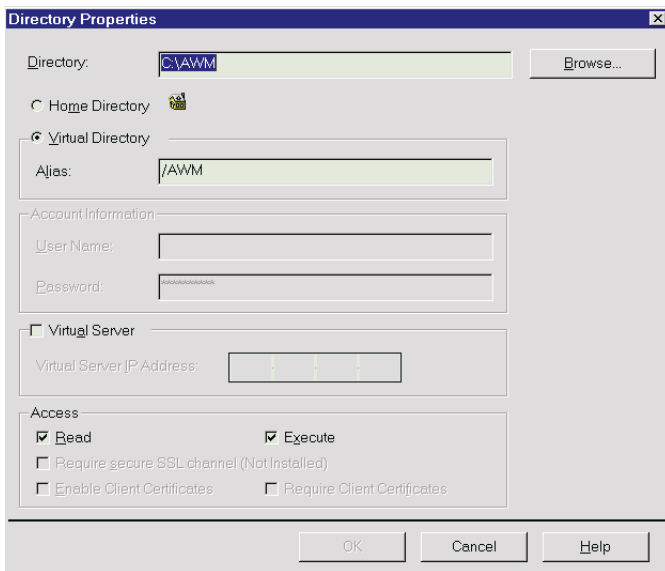 Directory Properties
Directory: C:\AWM Browse...
Home Directory
Virtual Directory
Alias: /AWM
Account Information
User Name:
Password: **********
Virtual Server
Virtual Server IP Address:
Access
Read Execute
Require secure SSL channel (Not Installed)
Enable Client Certificates Require Client Certificates
OK Cancel Help